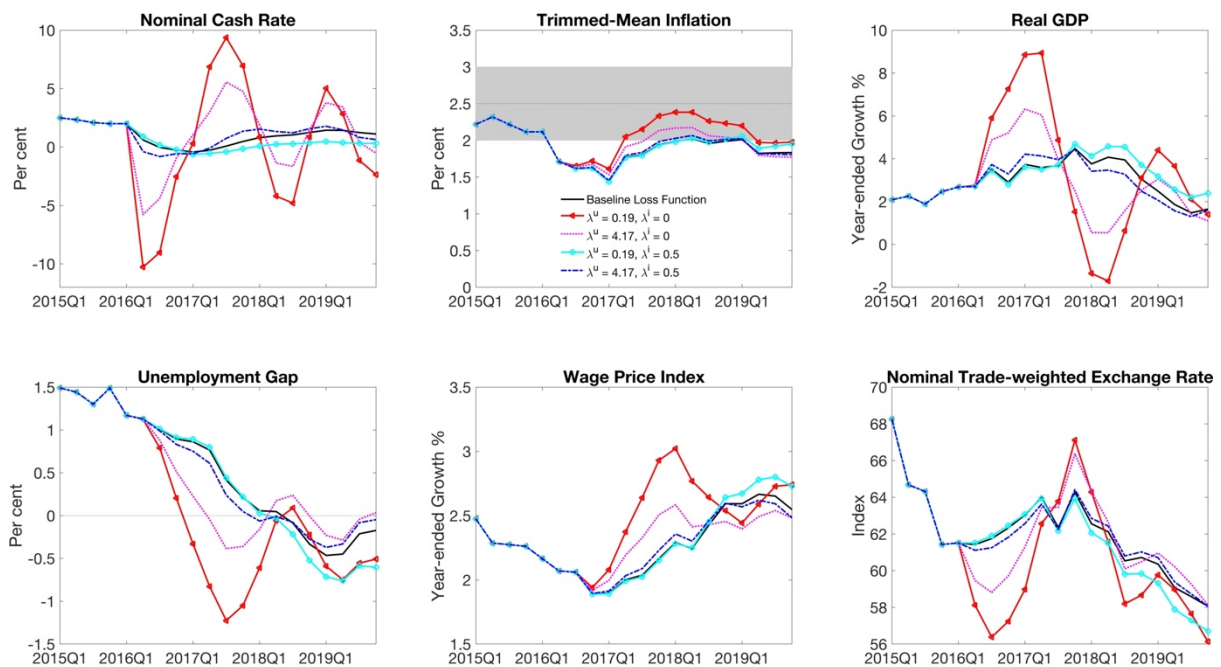 Nominal Cash Rate
Per cent
10
5
0
-5
-10
2015Q1 2016Q1 2017Q1 2018Q1 2019Q1
Trimmed-Mean Inflation
Per cent
3.5
3
2.5
2
1.5
1
0.5
0
Baseline Loss Function
λᵘ = 0.19, λⁱ = 0
λᵘ = 4.17, λⁱ = 0
λᵘ = 0.19, λⁱ = 0.5
λᵘ = 4.17, λⁱ = 0.5
2015Q1 2016Q1 2017Q1 2018Q1 2019Q1
Real GDP
Year-ended Growth %
10
8
6
4
2
0
-2
2015Q1 2016Q1 2017Q1 2018Q1 2019Q1
Unemployment Gap
Per cent
1.5
1
0.5
0
-0.5
-1
-1.5
2015Q1 2016Q1 2017Q1 2018Q1 2019Q1
Wage Price Index
Year-ended Growth %
3.5
3
2.5
2
1.5
2015Q1 2016Q1 2017Q1 2018Q1 2019Q1
Nominal Trade-weighted Exchange Rate
Index
70
68
66
64
62
60
58
56
2015Q1 2016Q1 2017Q1 2018Q1 2019Q1